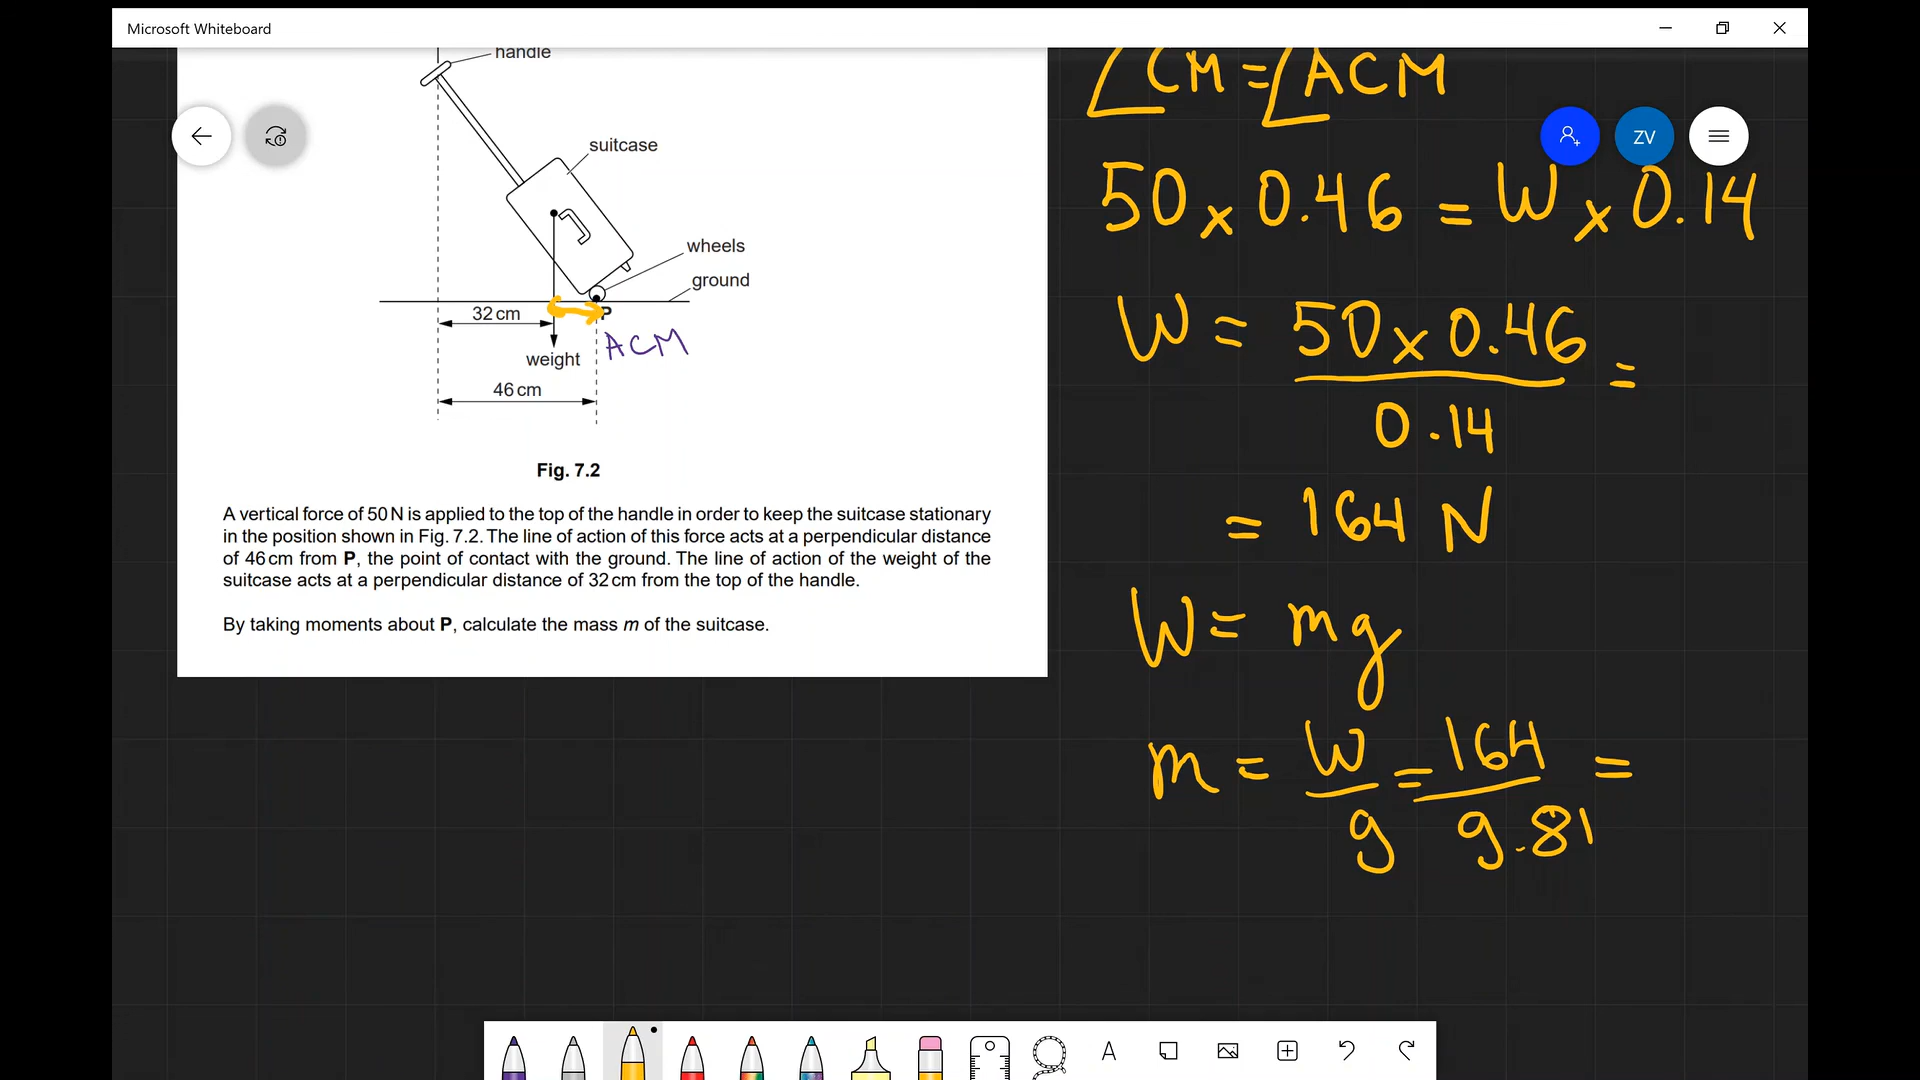 Microsoft Whiteboard
handle
suitcase
wheels
ground
32 cm
P
ACM
weight
46 cm
Fig. 7.2
A vertical force of 50 N is applied to the top of the handle in order to keep the suitcase stationary
in the position shown in Fig. 7.2. The line of action of this force acts at a perpendicular distance
of 46 cm from P, the point of contact with the ground. The line of action of the weight of the
suitcase acts at a perpendicular distance of 32 cm from the top of the handle.
By taking moments about P, calculate the mass m of the suitcase.
ΣCM = ΣACM
ZV
50 × 0.46 = W × 0.14
W = 50 × 0.46 =
0.14
= 164 N
W = mg
m = W = 164 =
g 9.81
A